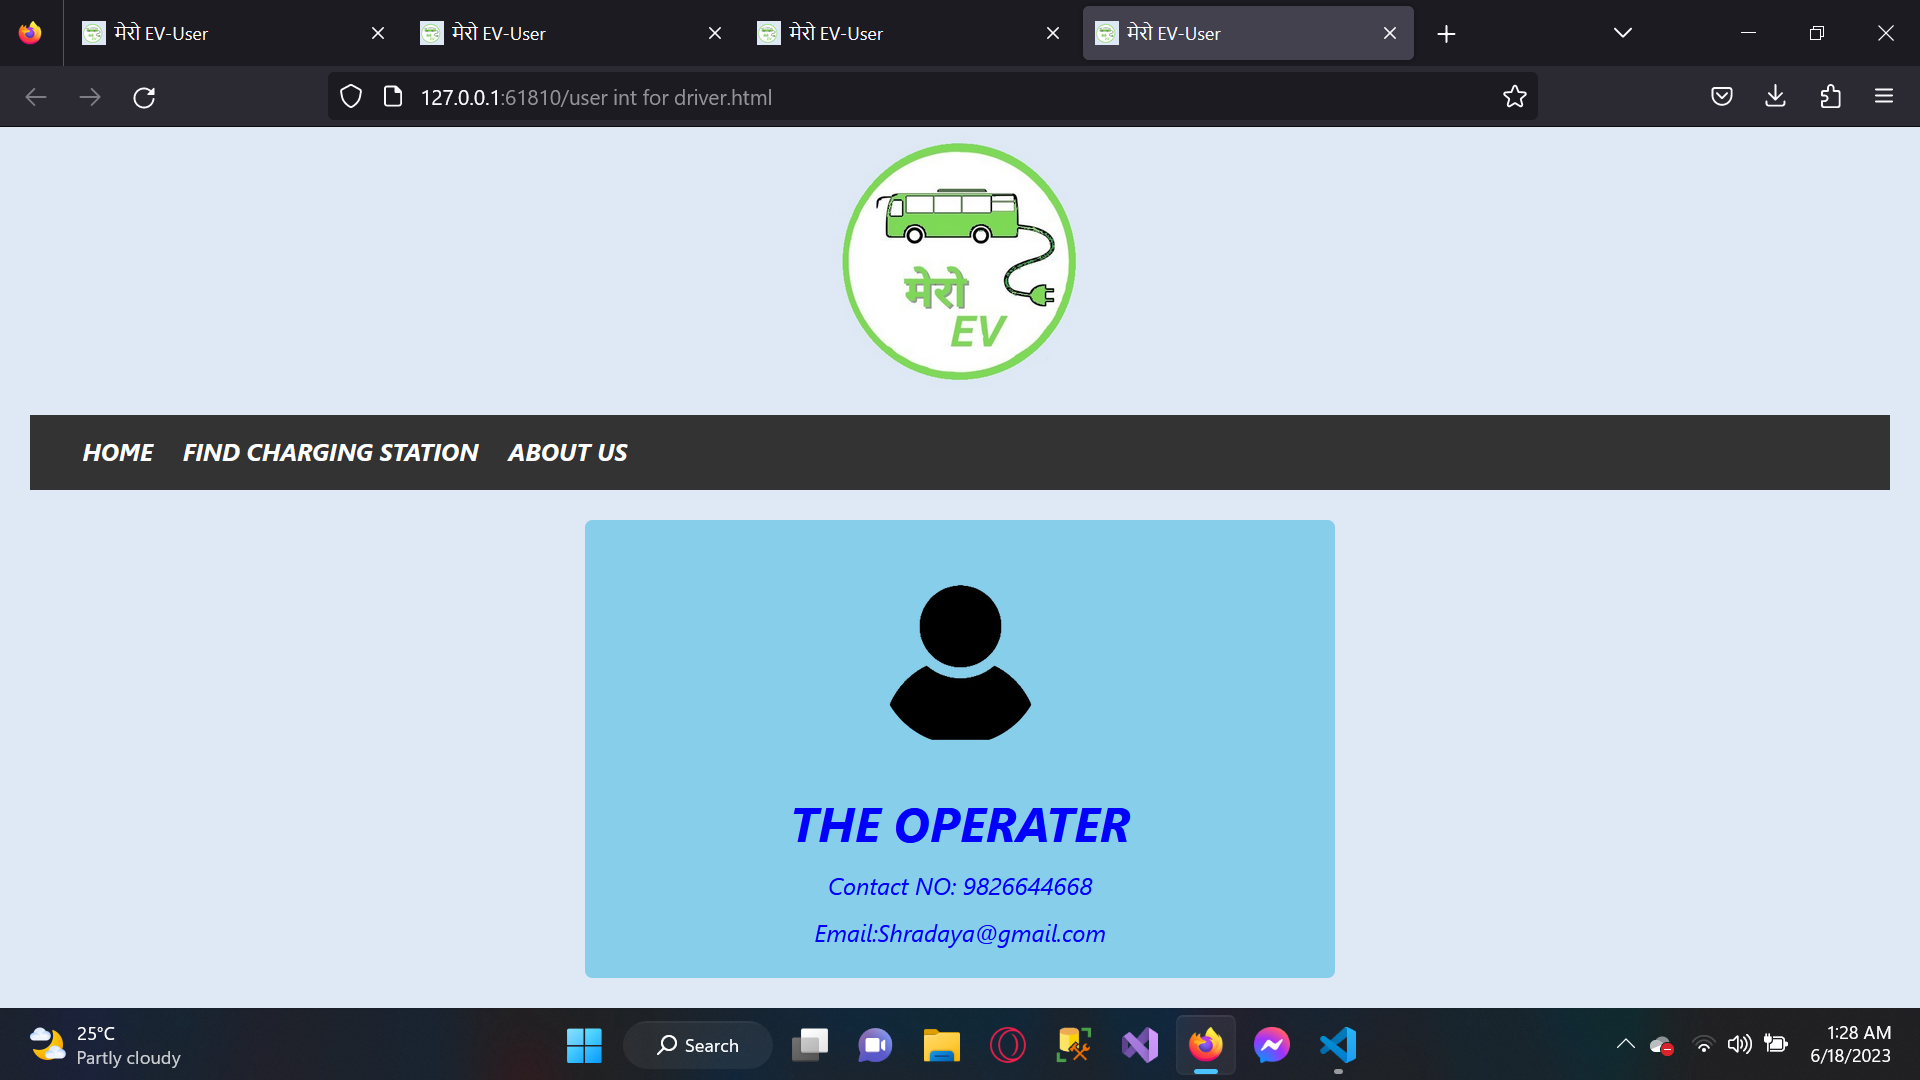 मेरो EV-User
मेरो EV-User
मेरो EV-User
मेरो EV-User
127.0.0.1:61810/user int for driver.html
मेरो
EV
HOME FIND CHARGING STATION ABOUT US
THE OPERATER
Contact NO: 9826644668
Email:Shradaya@gmail.com
25°C
Partly cloudy
Search
1:28 AM
6/18/2023